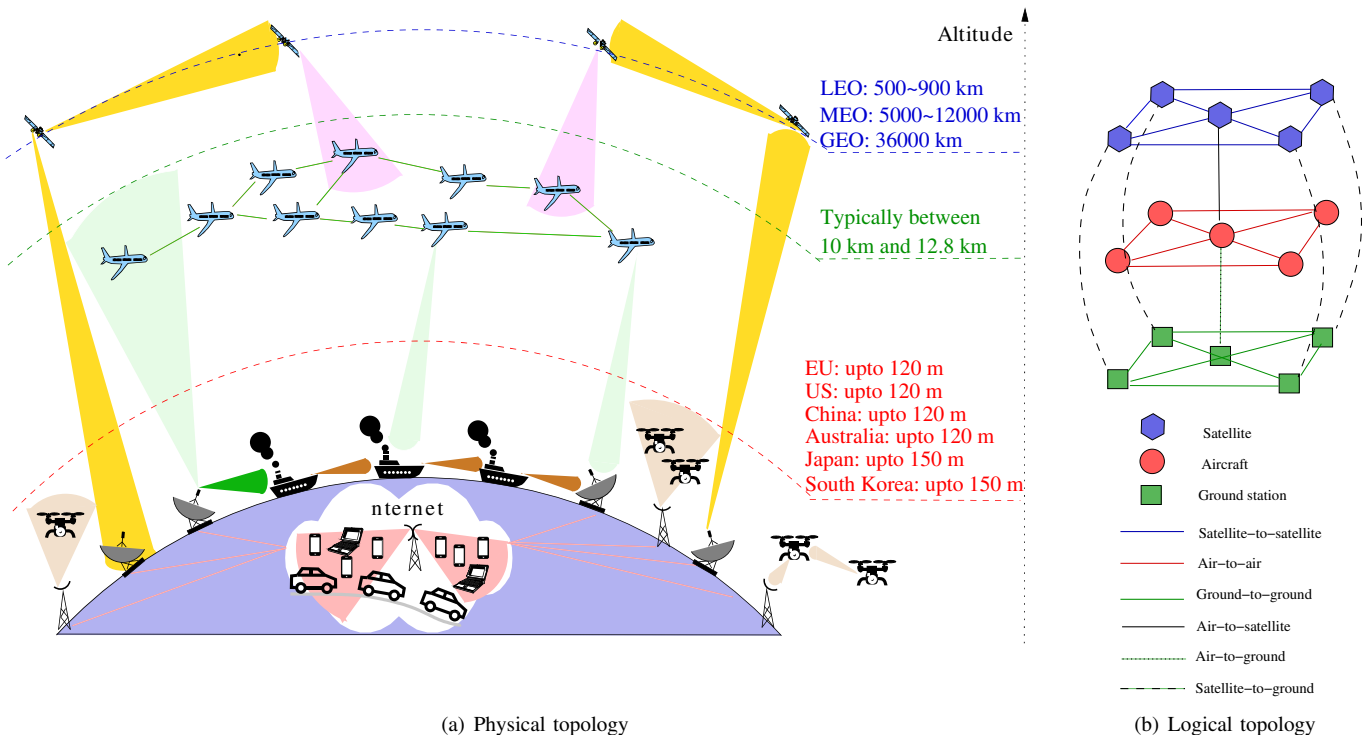 Altitude
LEO: 500~900 km
MEO: 5000~12000 km
GEO: 36000 km
Typically between
10 km and 12.8 km
EU: upto 120 m
US: upto 120 m
China: upto 120 m
Australia: upto 120 m
Japan: upto 150 m
South Korea: upto 150 m
nternet
(a) Physical topology
Satellite
Aircraft
Ground station
Satellite−to−satellite
Air−to−air
Ground−to−ground
Air−to−satellite
Air−to−ground
Satellite−to−ground
(b) Logical topology